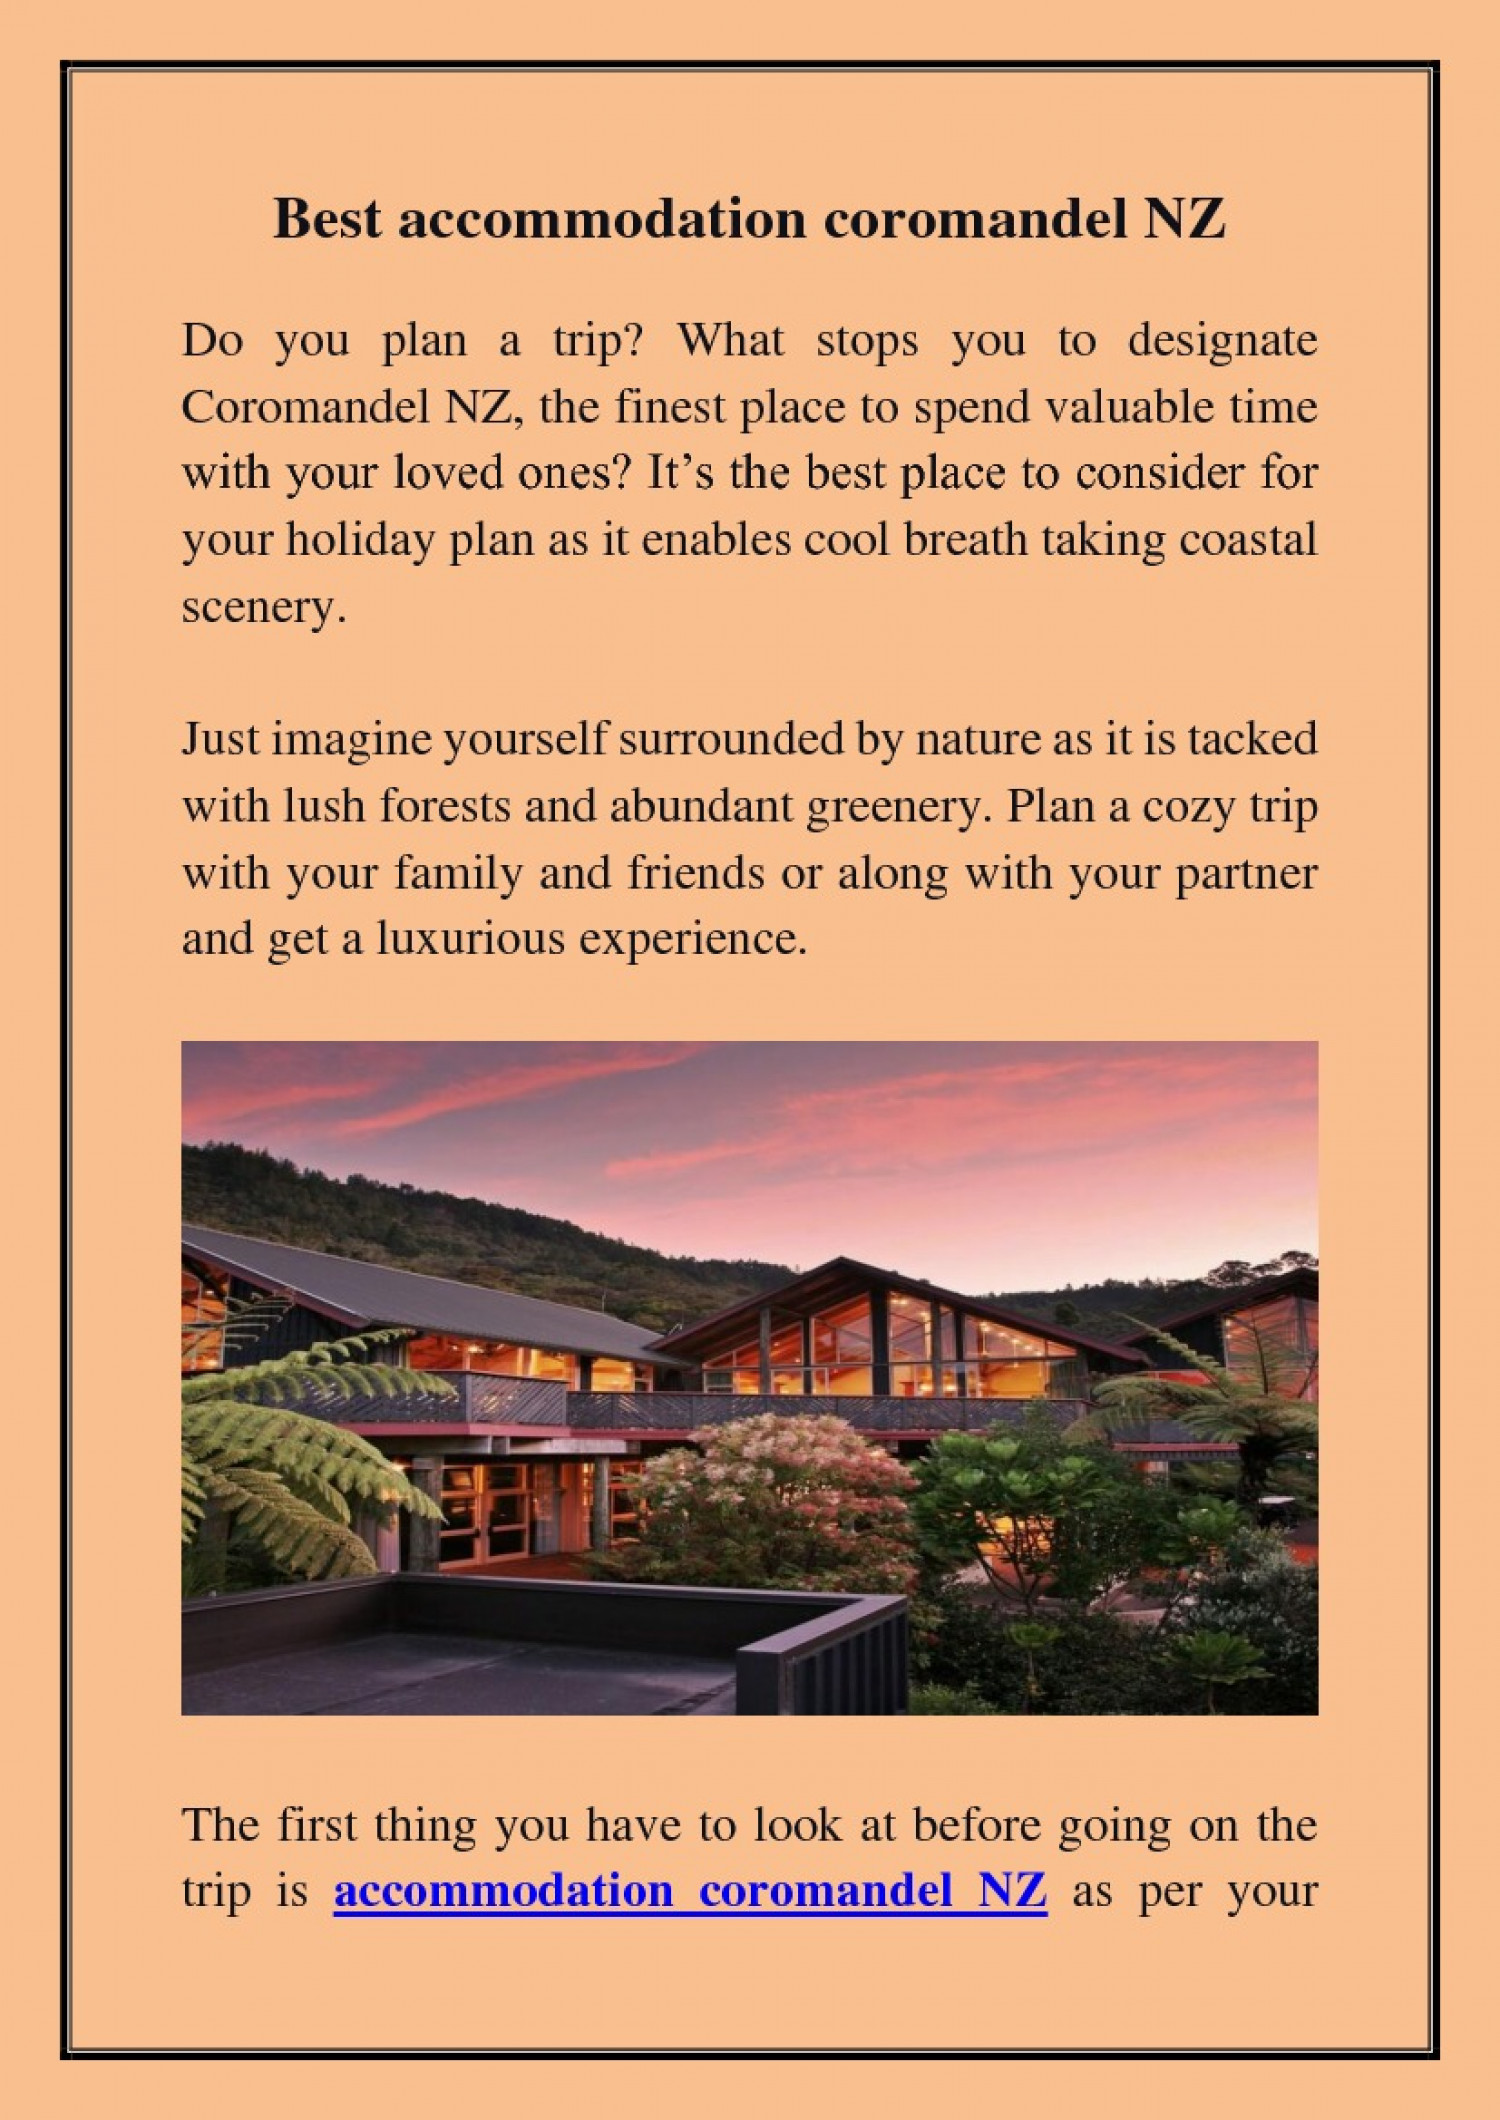 Best accommodation coromandel NZ
Do you plan a trip? What stops you to designate
Coromandel NZ, the finest place to spend valuable time
with your loved ones? It’s the best place to consider for
your holiday plan as it enables cool breath taking coastal
scenery.
Just imagine yourself surrounded by nature as it is tacked
with lush forests and abundant greenery. Plan a cozy trip
with your family and friends or along with your partner
and get a luxurious experience.
The first thing you have to look at before going on the
trip is accommodation coromandel NZ as per your